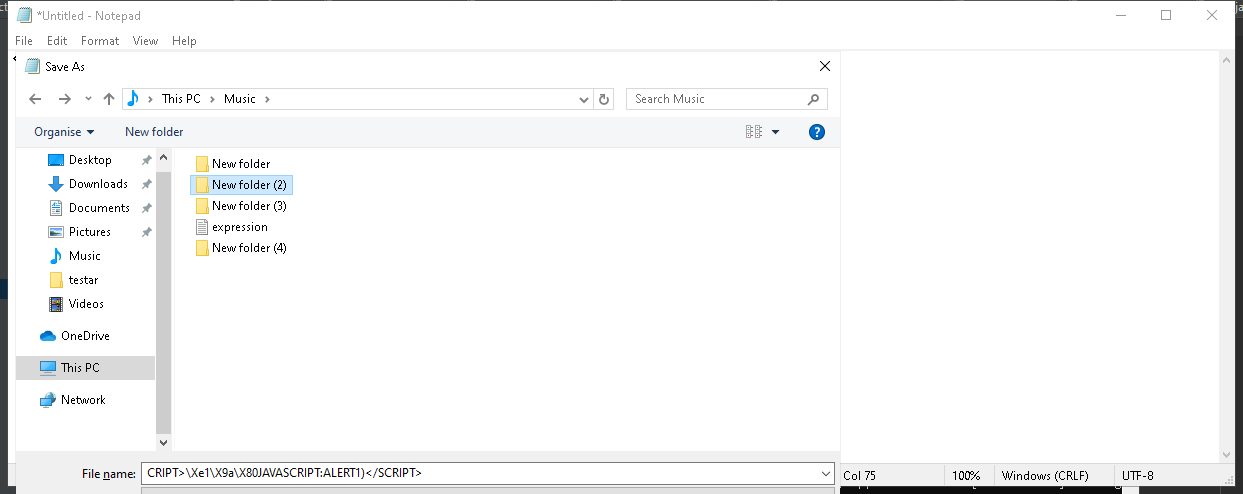 *Untitled - Notepad
File Edit Format View Help
Save As
This PC Music
Search Music
Organise New folder
Desktop
Downloads
Documents
Pictures
Music
testar
Videos
OneDrive
This PC
Network
New folder
New folder (2)
New folder (3)
expression
New folder (4)
File name: CRIPT>\Xe1\X9a\X80JAVASCRIPT:ALERT1)</SCRIPT>
Col 75 100% Windows (CRLF) UTF-8